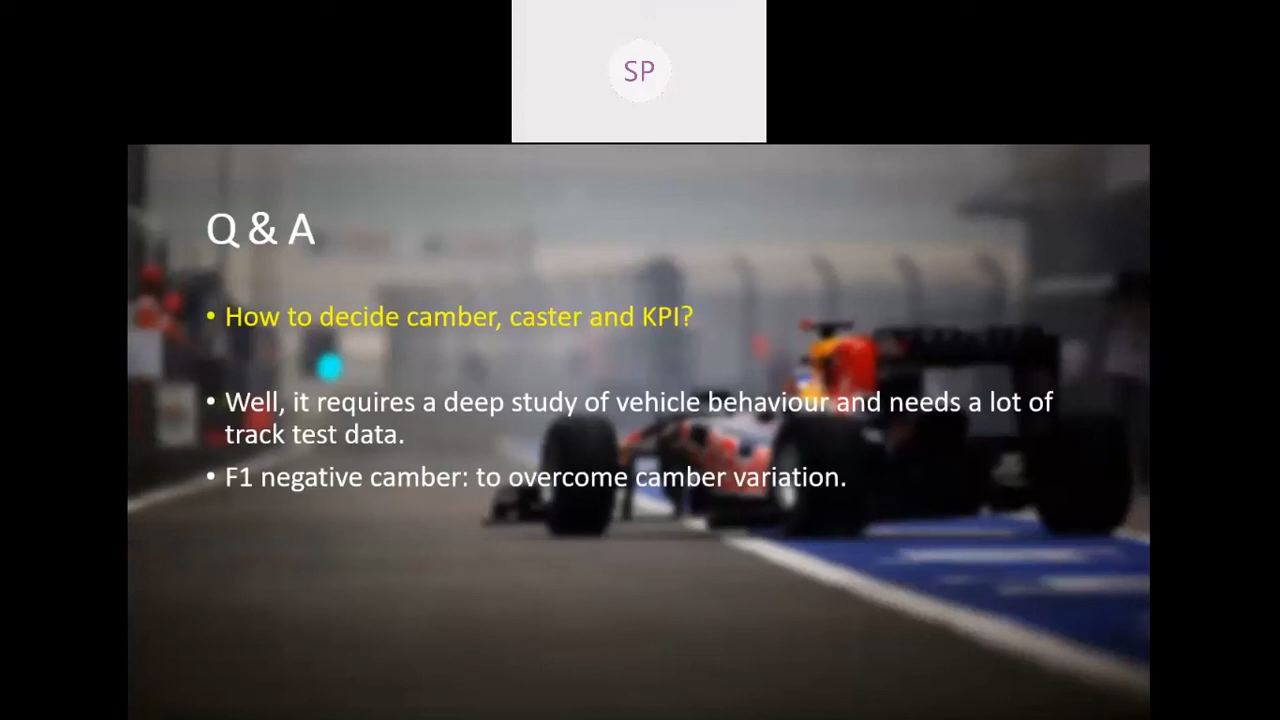 SP
Q & A
• How to decide camber, caster and KPI?
• Well, it requires a deep study of vehicle behaviour and needs a lot of
track test data.
• F1 negative camber: to overcome camber variation.